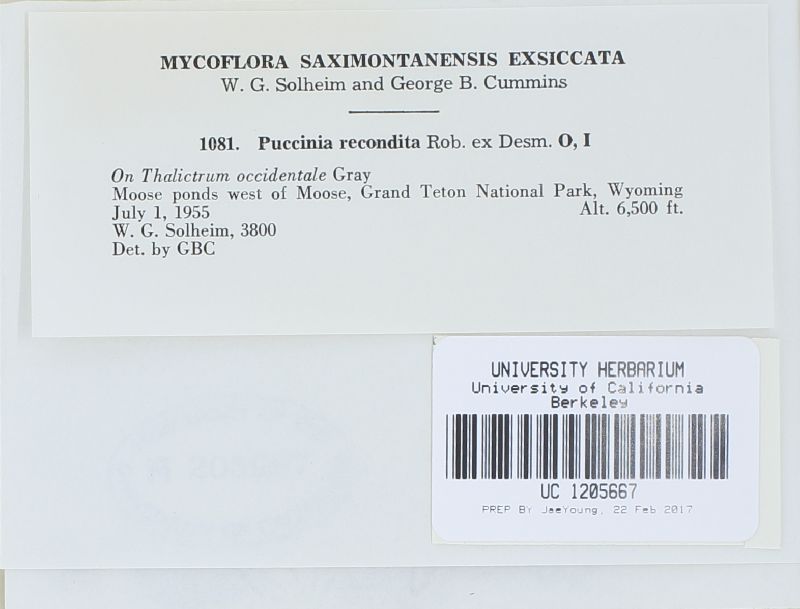 MYCOFLORA SAXIMONTANENSIS EXSICCATA
W. G. Solheim and George B. Cummins
1081. Puccinia recondita Rob. ex Desm. O, I
On Thalictrum occidentale Gray
Moose ponds west of Moose, Grand Teton National Park, Wyoming
July 1, 1955 Alt. 6,500 ft.
W. G. Solheim, 3800
Det. by GBC
UNIVERSITY HERBARIUM
University of California
Berkeley
UC 1205667
PREP BY JaeYoung, 22 Feb 2017